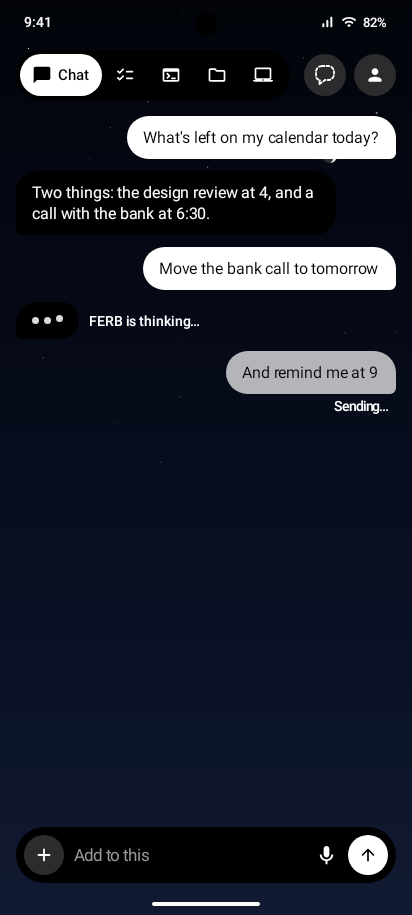 9:41
82%
Chat
What's left on my calendar today?
Two things: the design review at 4, and a
call with the bank at 6:30.
Move the bank call to tomorrow
FERB is thinking...
And remind me at 9
Sending...
Add to this